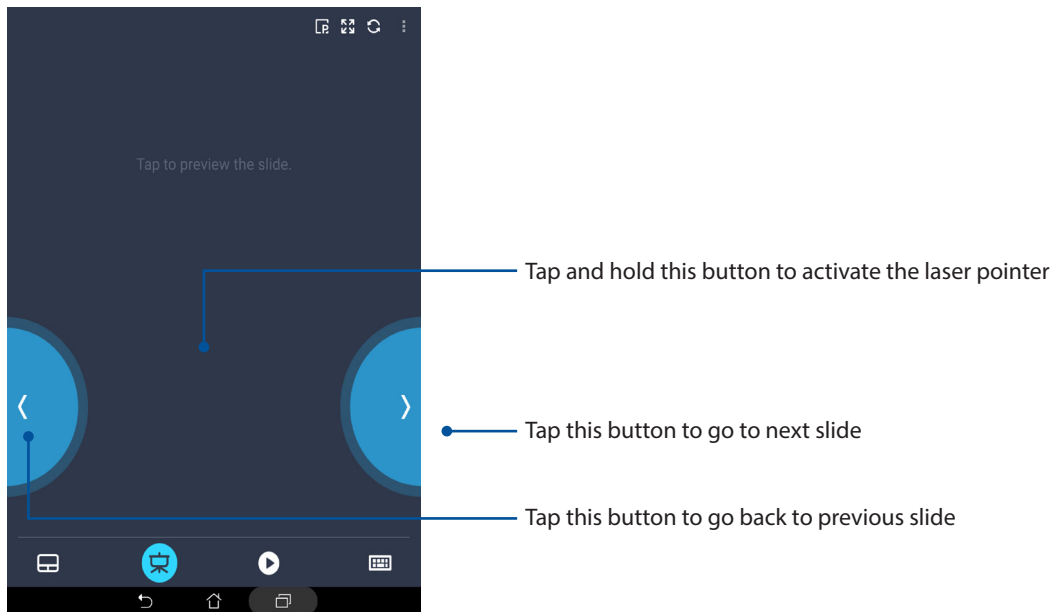 Tap to preview the slide.
Tap and hold this button to activate the laser pointer
Tap this button to go to next slide
Tap this button to go back to previous slide